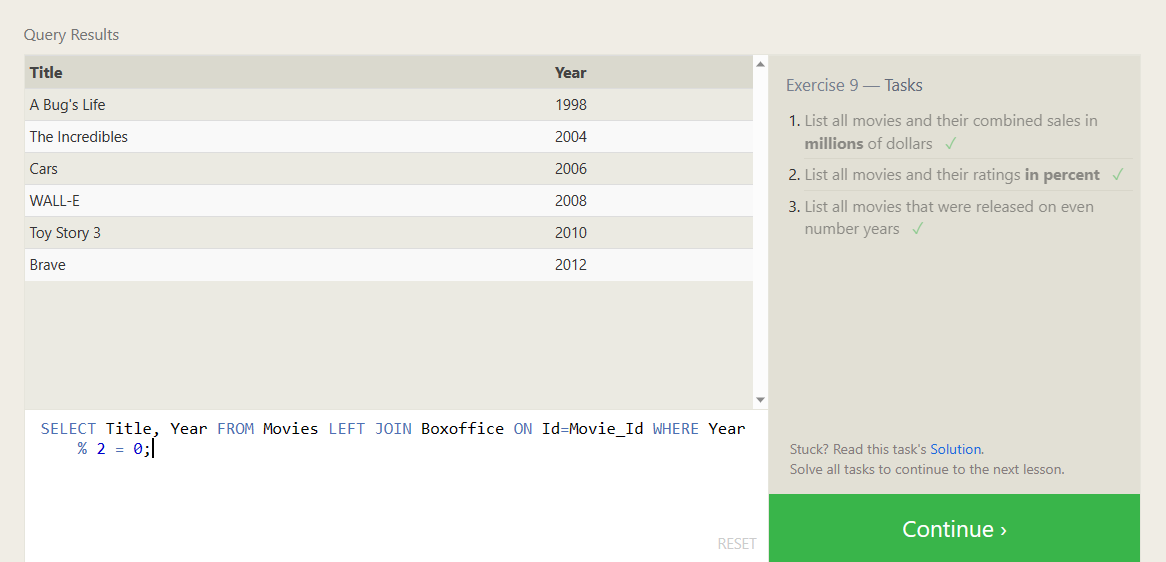 Query Results
Title Year
A Bug's Life 1998
The Incredibles 2004
Cars 2006
WALL-E 2008
Toy Story 3 2010
Brave 2012
SELECT Title, Year FROM Movies LEFT JOIN Boxoffice ON Id=Movie_Id WHERE Year
% 2 = 0;
RESET
Exercise 9 — Tasks
1. List all movies and their combined sales in
millions of dollars ✓
2. List all movies and their ratings in percent ✓
3. List all movies that were released on even
number years ✓
Stuck? Read this task's Solution.
Solve all tasks to continue to the next lesson.
Continue ›